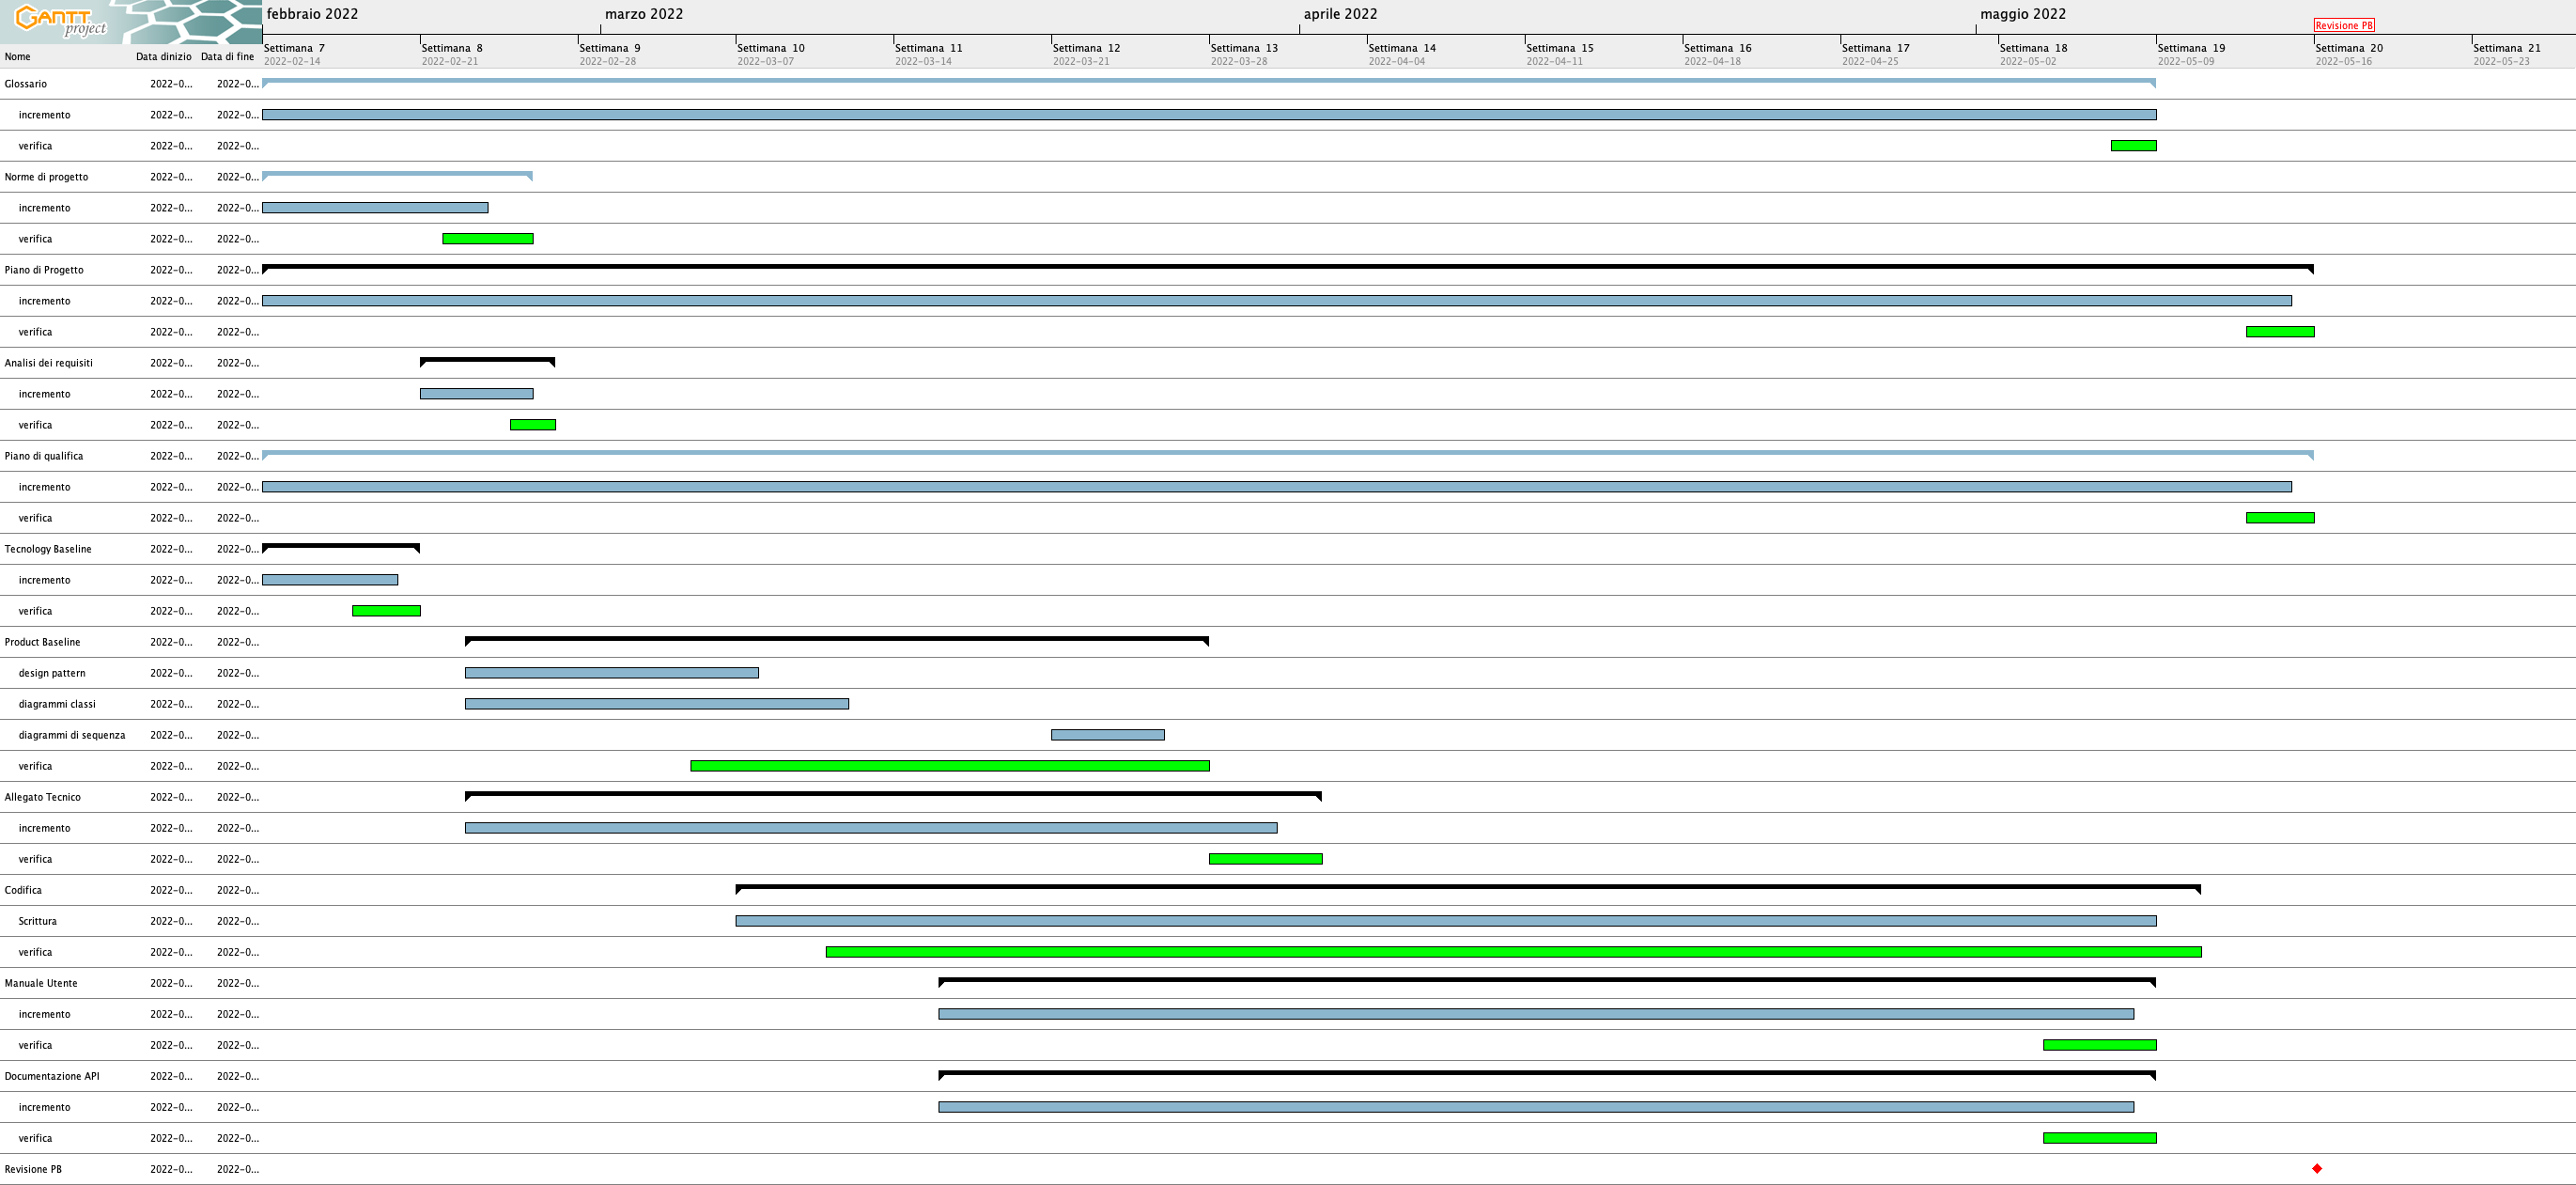 GANTT
project
febbraio 2022
marzo 2022
aprile 2022
maggio 2022
Revisione PB
Nome Data dinizio Data di fine
Settimana 7 Settimana 8 Settimana 9 Settimana 10 Settimana 11 Settimana 12 Settimana 13 Settimana 14 Settimana 15 Settimana 16 Settimana 17 Settimana 18 Settimana 19 Settimana 20 Settimana 21
2022-02-14 2022-02-21 2022-02-28 2022-03-07 2022-03-14 2022-03-21 2022-03-28 2022-04-04 2022-04-11 2022-04-18 2022-04-25 2022-05-02 2022-05-09 2022-05-16 2022-05-23
Glossario 2022-0... 2022-0...
incremento 2022-0... 2022-0...
verifica 2022-0... 2022-0...
Norme di progetto 2022-0... 2022-0...
incremento 2022-0... 2022-0...
verifica 2022-0... 2022-0...
Piano di Progetto 2022-0... 2022-0...
incremento 2022-0... 2022-0...
verifica 2022-0... 2022-0...
Analisi dei requisiti 2022-0... 2022-0...
incremento 2022-0... 2022-0...
verifica 2022-0... 2022-0...
Piano di qualifica 2022-0... 2022-0...
incremento 2022-0... 2022-0...
verifica 2022-0... 2022-0...
Tecnology Baseline 2022-0... 2022-0...
incremento 2022-0... 2022-0...
verifica 2022-0... 2022-0...
Product Baseline 2022-0... 2022-0...
design pattern 2022-0... 2022-0...
diagrammi classi 2022-0... 2022-0...
diagrammi di sequenza 2022-0... 2022-0...
verifica 2022-0... 2022-0...
Allegato Tecnico 2022-0... 2022-0...
incremento 2022-0... 2022-0...
verifica 2022-0... 2022-0...
Codifica 2022-0... 2022-0...
Scrittura 2022-0... 2022-0...
verifica 2022-0... 2022-0...
Manuale Utente 2022-0... 2022-0...
incremento 2022-0... 2022-0...
verifica 2022-0... 2022-0...
Documentazione API 2022-0... 2022-0...
incremento 2022-0... 2022-0...
verifica 2022-0... 2022-0...
Revisione PB 2022-0... 2022-0...